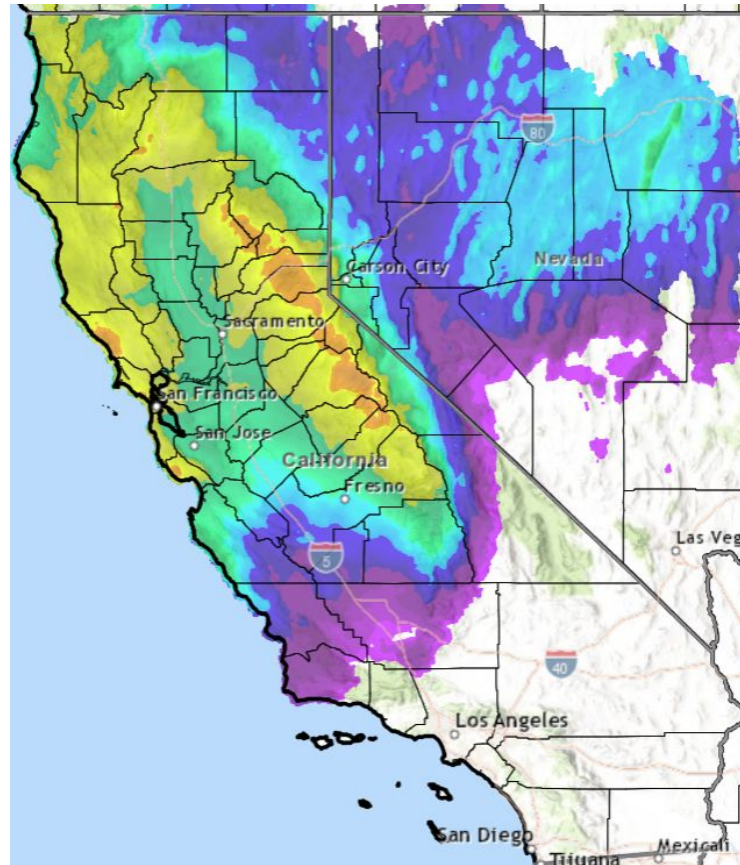 80
Nevada
Carson City
Sacramento
San Francisco
San Jose
California
Fresno
Las Veg
5
40
Los Angeles
San Diego
Mexicali
Tijuana